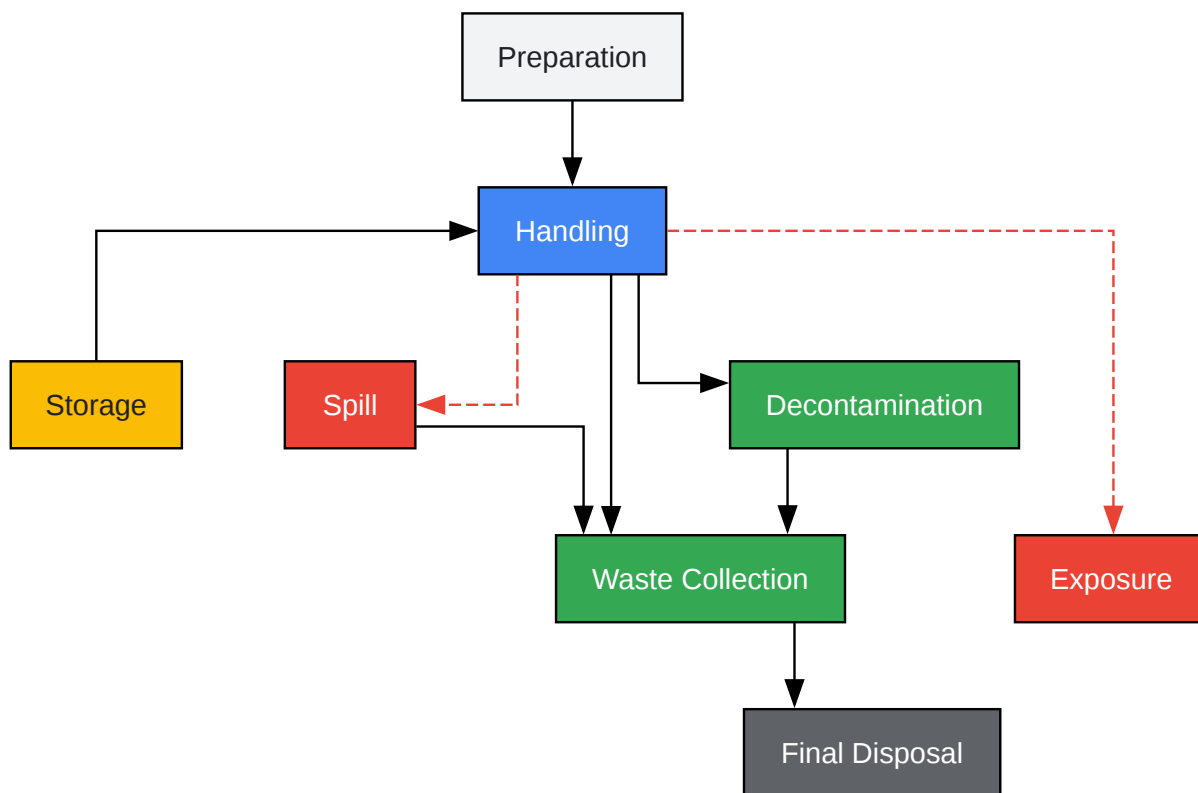 Preparation
Handling
Storage
Spill
Decontamination
Waste Collection
Exposure
Final Disposal